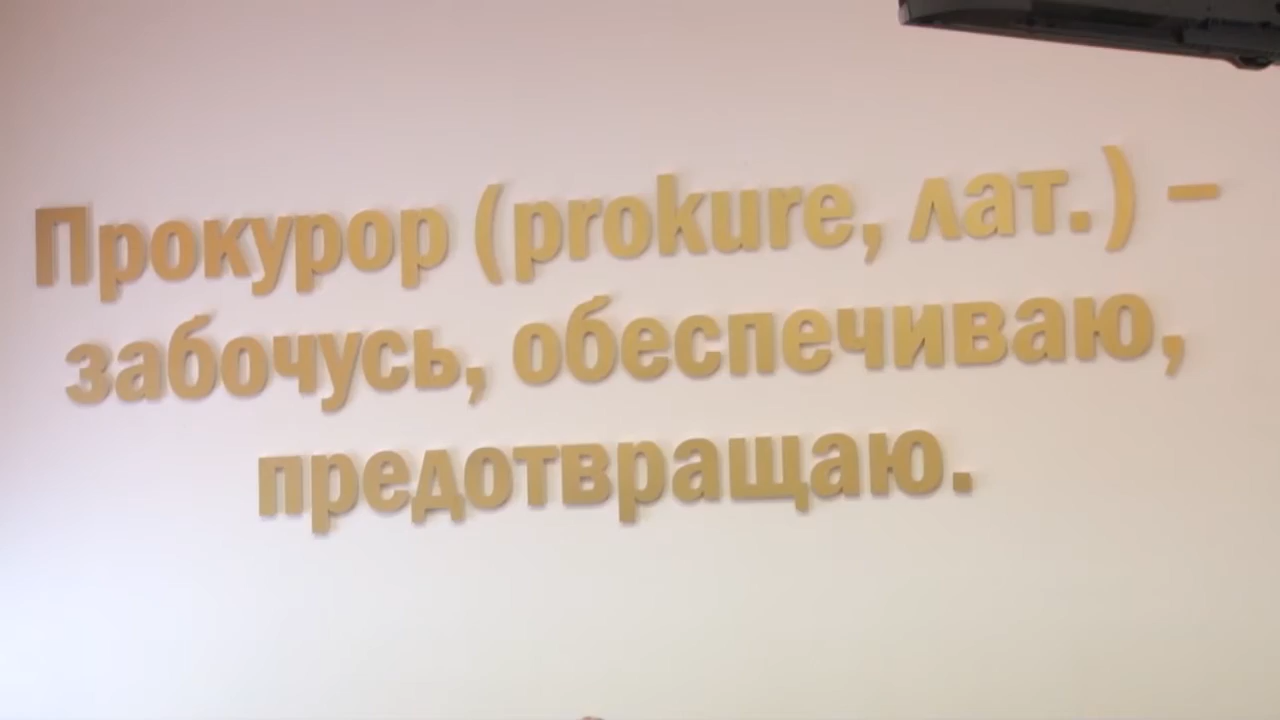 Прокурор (prokure, лат.) –
забочусь, обеспечиваю,
предотвращаю.